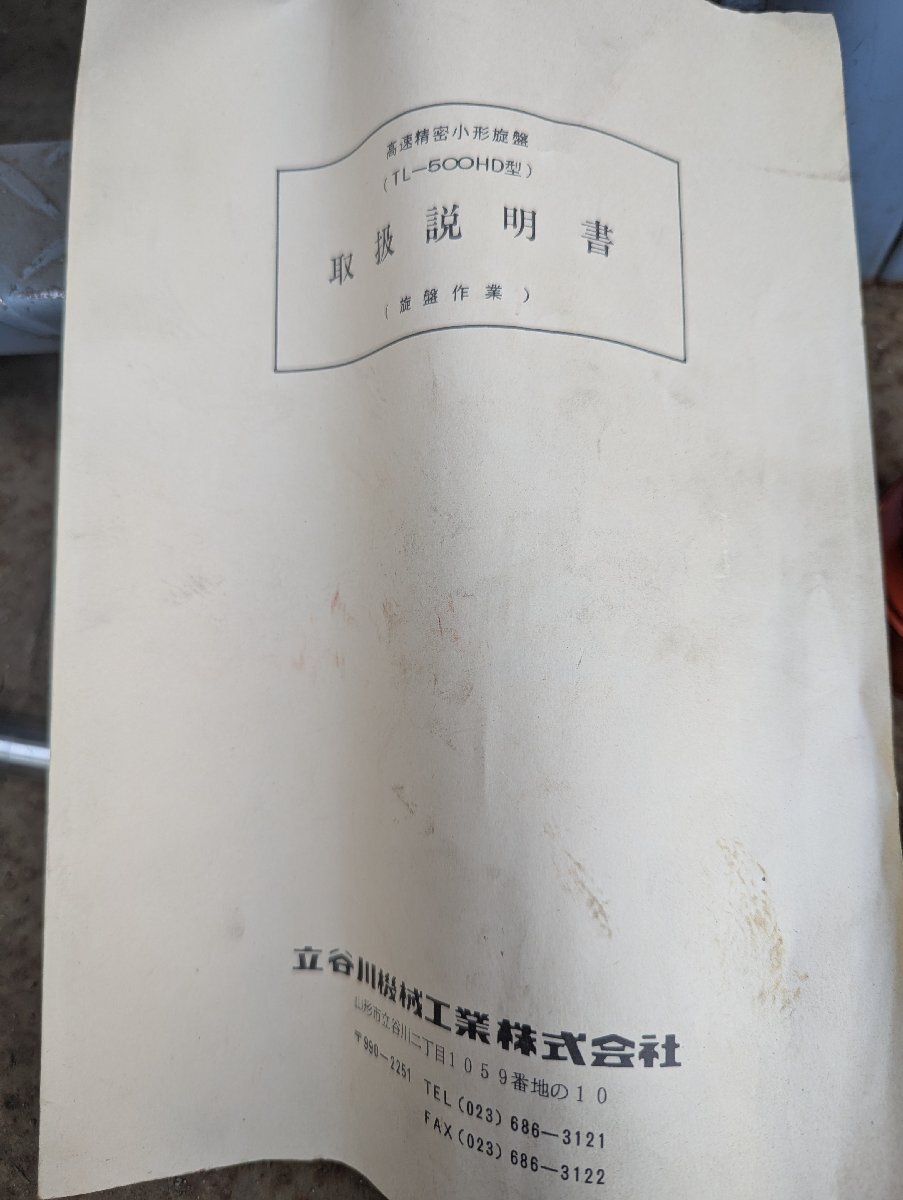 高速精密小形旋盤
(TL-500HD型)
取扱説明書
(旋盤作業)
立谷川機械工業株式会社
山形市立谷川二丁目1059番地の10
〒990-2251 TEL(023)686-3121
FAX(023)686-3122